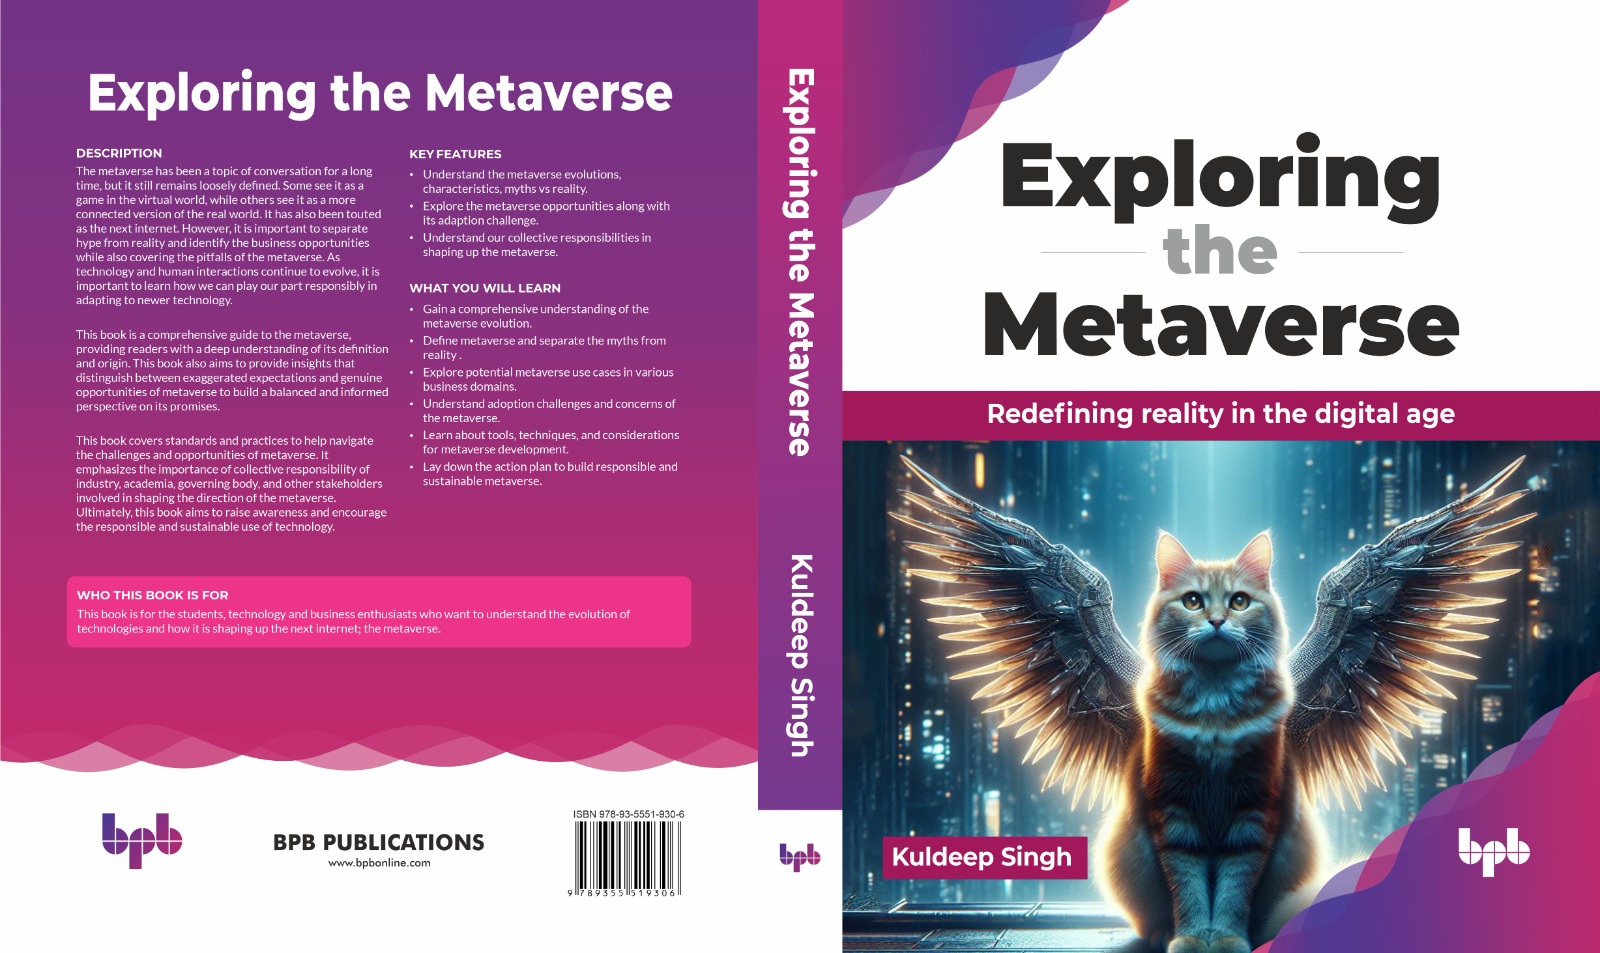 Exploring the Metaverse
DESCRIPTION
The metaverse has been a topic of conversation for a long
time, but it still remains loosely defined. Some see it as a
game in the virtual world, while others see it as a more
connected version of the real world. It has also been touted
as the next internet. However, it is important to separate
hype from reality and identify the business opportunities
while also covering the pitfalls of the metaverse. As
technology and human interactions continue to evolve, it is
important to learn how we can play our part responsibly in
adapting to newer technology.
This book is a comprehensive guide to the metaverse,
providing readers with a deep understanding of its definition
and origin. This book also aims to provide insights that
distinguish between exaggerated expectations and genuine
opportunities of metaverse to build a balanced and informed
perspective on its promises.
This book covers standards and practices to help navigate
the challenges and opportunities of metaverse. It
emphasizes the importance of collective responsibility of
industry, academia, governing body, and other stakeholders
involved in shaping the direction of the metaverse.
Ultimately, this book aims to raise awareness and encourage
the responsible and sustainable use of technology.
KEY FEATURES
• Understand the metaverse evolutions,
characteristics, myths vs reality.
• Explore the metaverse opportunities along with
its adaption challenge.
• Understand our collective responsibilities in
shaping up the metaverse.
WHAT YOU WILL LEARN
• Gain a comprehensive understanding of the
metaverse evolution.
• Define metaverse and separate the myths from
reality .
• Explore potential metaverse use cases in various
business domains.
• Understand adoption challenges and concerns of
the metaverse.
• Learn about tools, techniques, and considerations
for metaverse development.
• Lay down the action plan to build responsible and
sustainable metaverse.
WHO THIS BOOK IS FOR
This book is for the students, technology and business enthusiasts who want to understand the evolution of
technologies and how it is shaping up the next internet; the metaverse.
bpb
BPB PUBLICATIONS
www.bpbonline.com
ISBN 978-93-5551-930-6
9 789355 519306
Exploring the Metaverse
Kuldeep Singh
bpb
Exploring
the
Metaverse
Redefining reality in the digital age
Kuldeep Singh
bpb